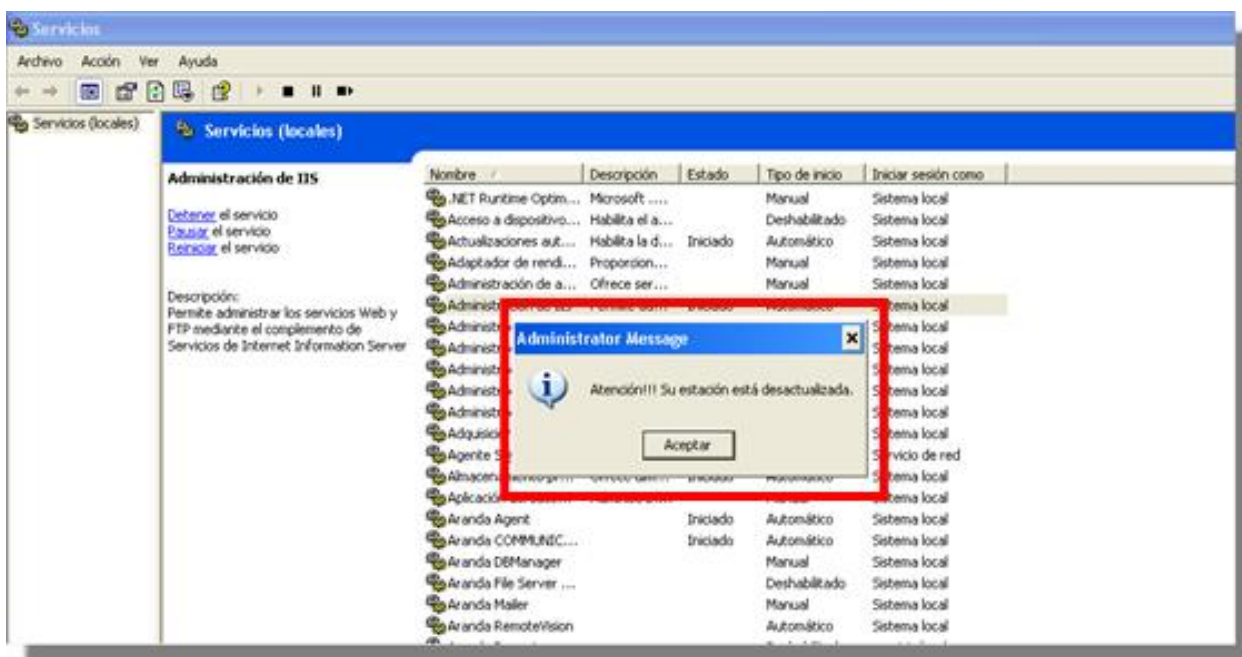 Servicios
Archivo Acción Ver Ayuda
Servicios (locales)
Servicios (locales)
Administración de IIS
Detener el servicio
Pausar el servicio
Reiniciar el servicio
Descripción:
Permite administrar los servicios Web y
FTP mediante el complemento de
Servicios de Internet Information Server
Nombre Descripción Estado Tipo de inicio Iniciar sesión como
.NET Runtime Optim... Microsoft .... Manual Sistema local
Acceso a dispositivo... Habilita el a... Deshabilitado Sistema local
Actualizaciones aut... Habilita la d... Iniciado Automático Sistema local
Adaptador de rendi... Proporcion... Manual Sistema local
Administración de a... Ofrece ser... Manual Sistema local
Administrator Message
Atención!!! Su estación está desactualizada.
Aceptar
Aranda Agent Iniciado Automático Sistema local
Aranda COMMUNIC... Iniciado Automático Sistema local
Aranda DBManager Manual Sistema local
Aranda File Server .... Deshabilitado Sistema local
Aranda Mailer Manual Sistema local
Aranda RemoteVision Automático Sistema local